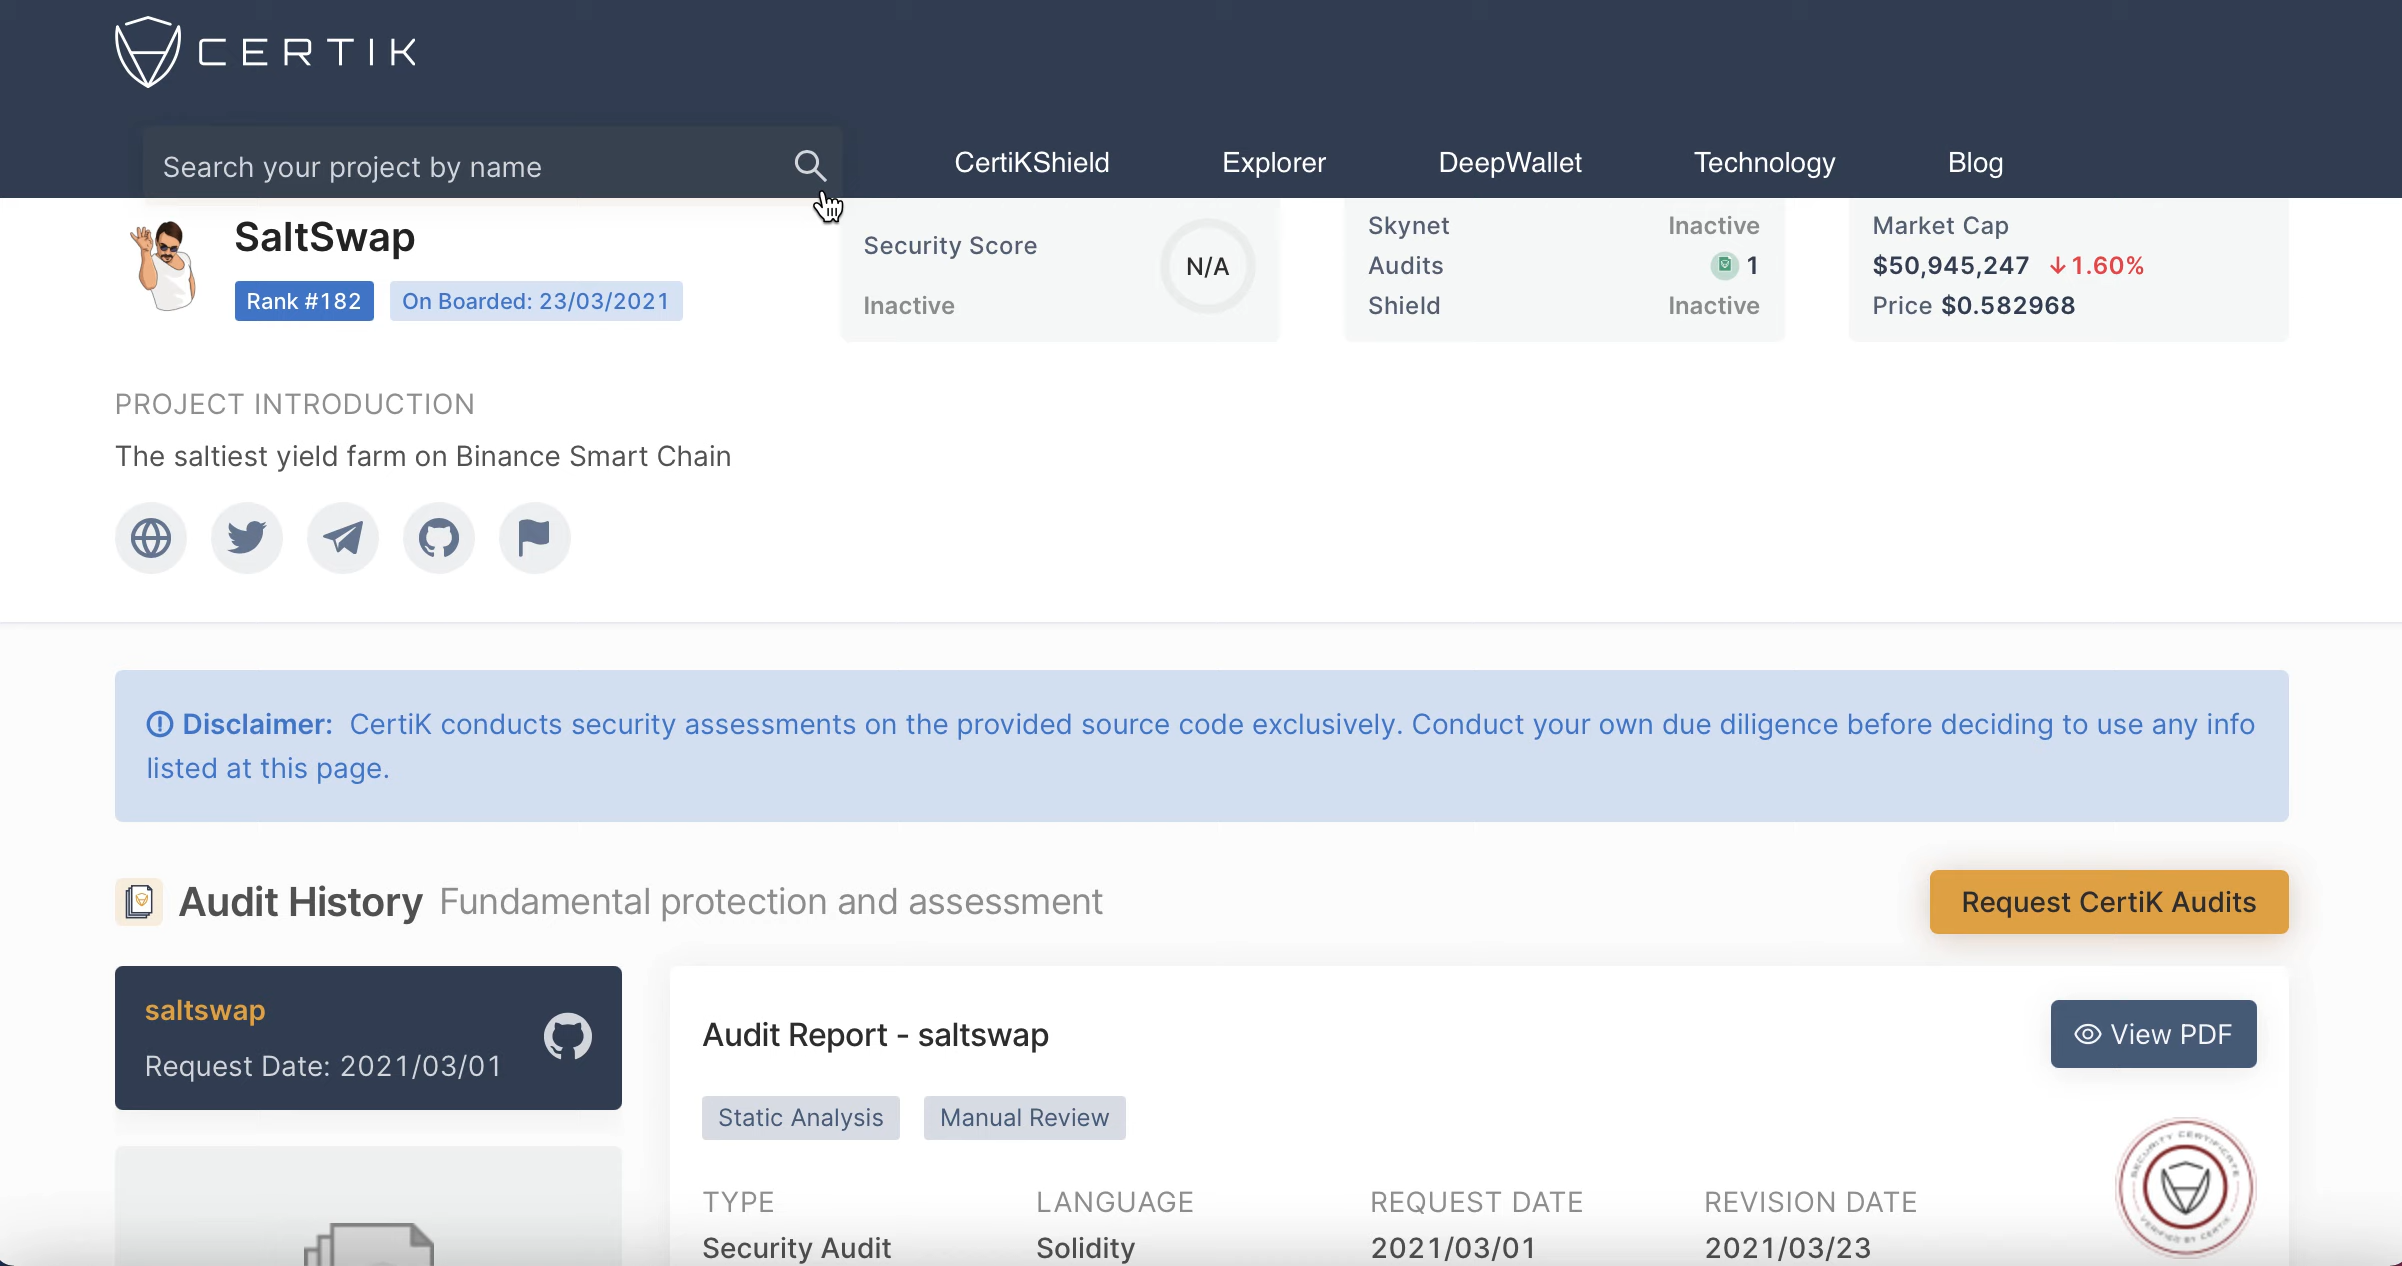 CERTIK
Search your project by name
CertiKShield
Explorer
DeepWallet
Technology
Blog
SaltSwap
Rank #182
On Boarded: 23/03/2021
Security Score
N/A
Inactive
Skynet Inactive
Audits 1
Shield Inactive
Market Cap
$50,945,247 1.60%
Price $0.582968
PROJECT INTRODUCTION
The saltiest yield farm on Binance Smart Chain
Disclaimer: CertiK conducts security assessments on the provided source code exclusively. Conduct your own due diligence before deciding to use any info
listed at this page.
Audit History Fundamental protection and assessment
Request CertiK Audits
saltswap
Request Date: 2021/03/01
Audit Report - saltswap
View PDF
Static Analysis
Manual Review
SECURITY CERTIFICATE
VERIFIED BY CERTIK
TYPE
LANGUAGE
REQUEST DATE
REVISION DATE
Security Audit
Solidity
2021/03/01
2021/03/23